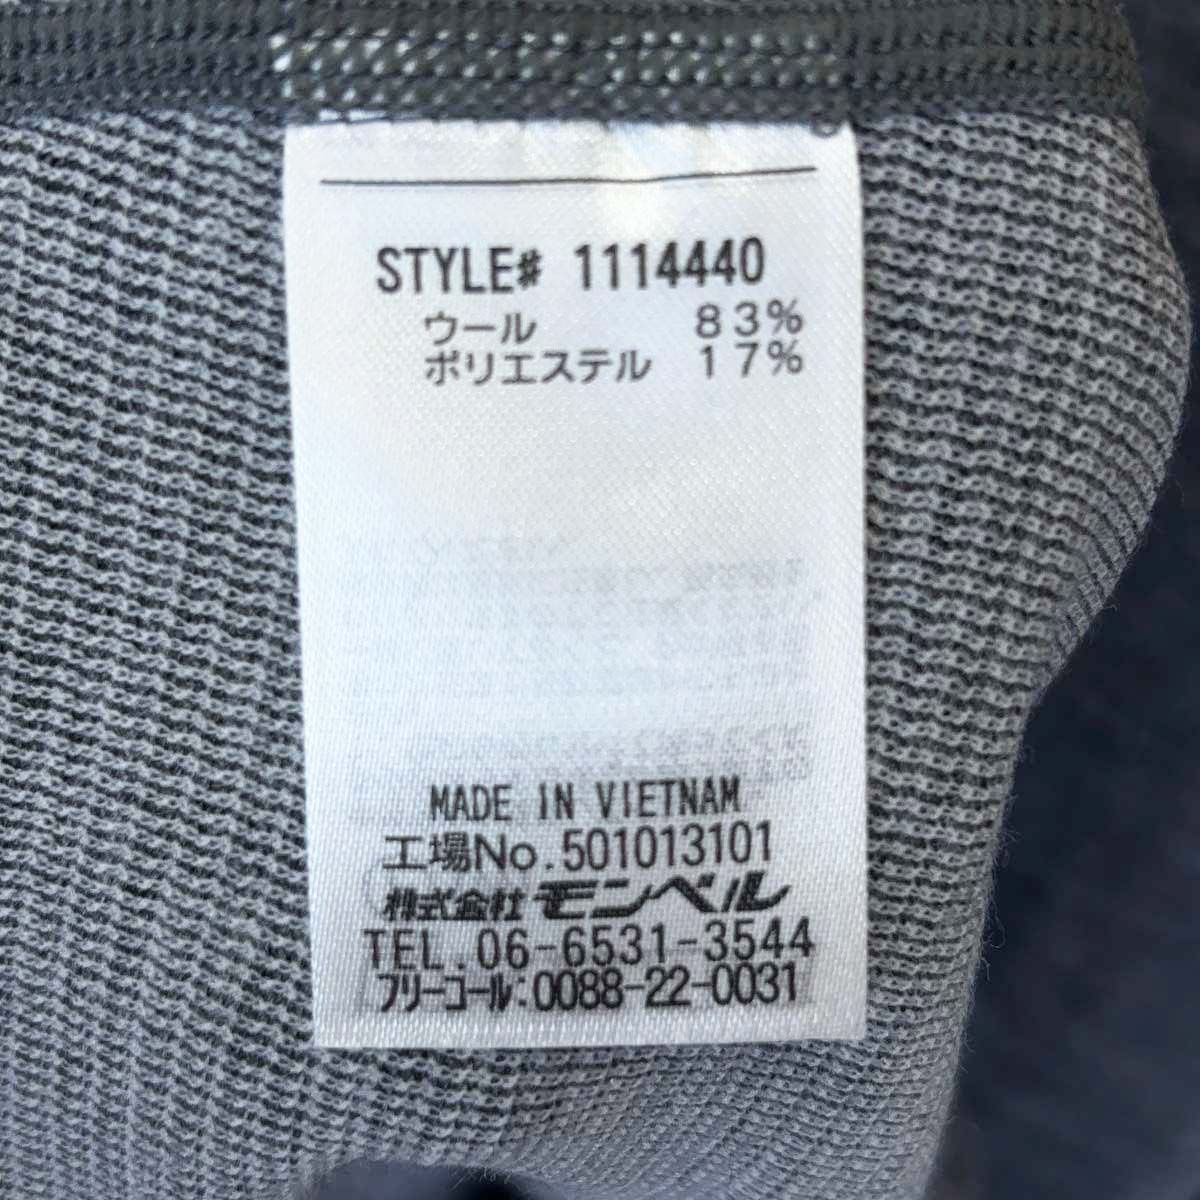 STYLE# 1114440
ウール 83%
ポリエステル 17%
MADE IN VIETNAM
工場No.501013101
株式会社 モンベル
TEL.06-6531-3544
フリーコール:0088-22-0031